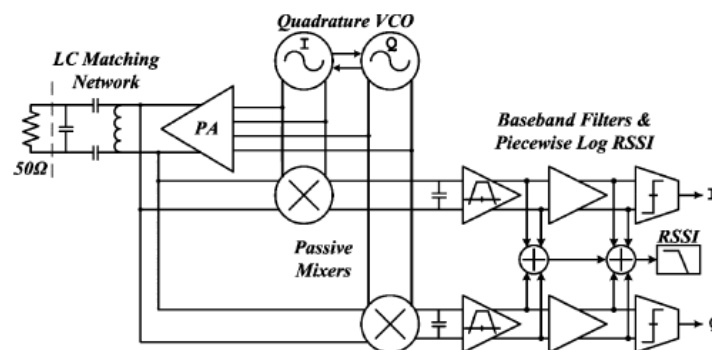 Quadrature VCO
I
Q
LC Matching
Network
PA
50Ω
Baseband Filters &
Piecewise Log RSSI
Passive
Mixers
RSSI